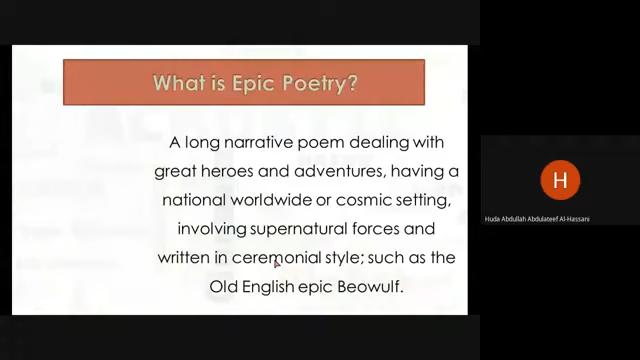 What is Epic Poetry?
A long narrative poem dealing with
great heroes and adventures, having a
national worldwide or cosmic setting,
involving supernatural forces and
written in ceremonial style; such as the
Old English epic Beowulf.
H
Huda Abdullah Abdulateef Al-Hassani